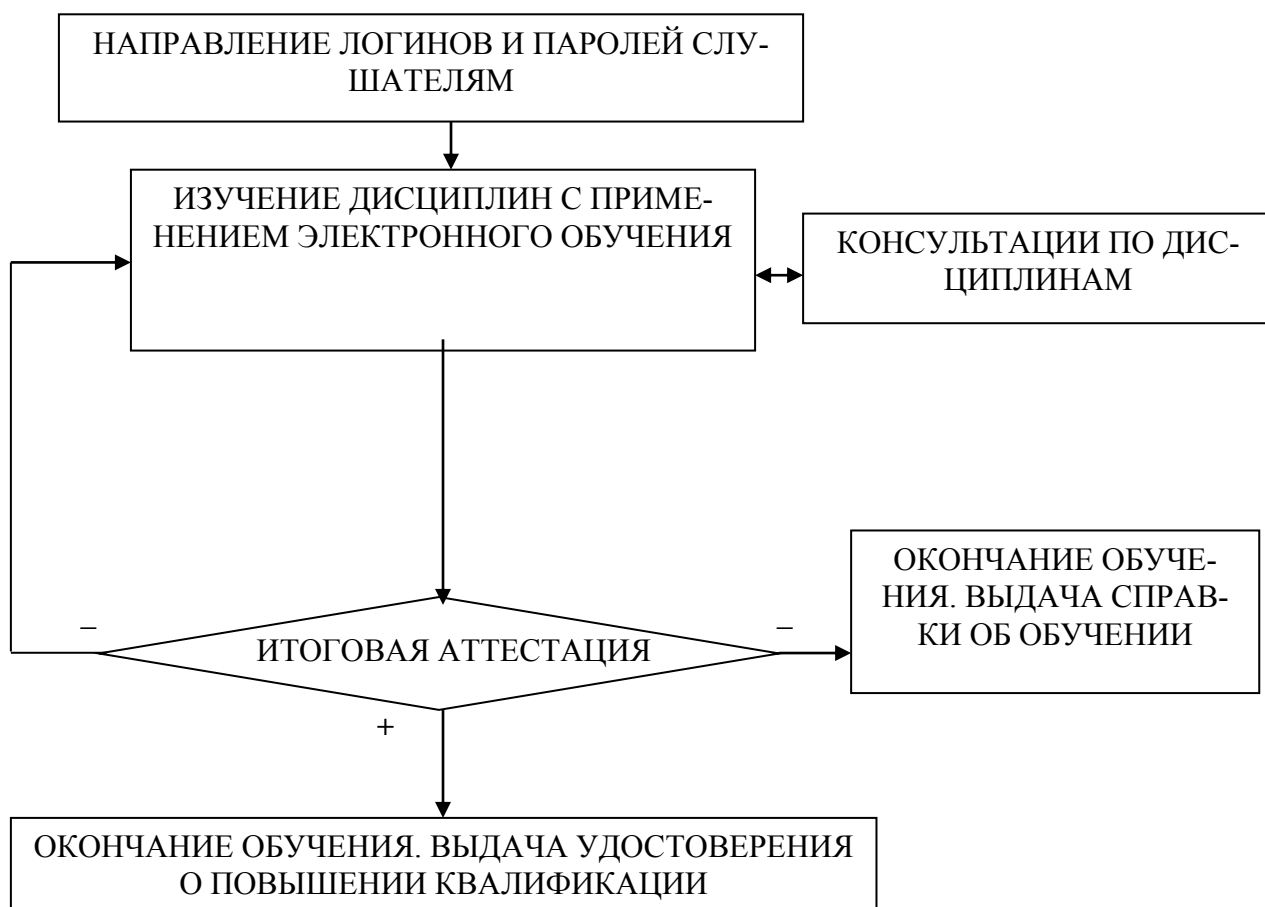 НАПРАВЛЕНИЕ ЛОГИНОВ И ПАРОЛЕЙ СЛУ-
ШАТЕЛЯМ
ИЗУЧЕНИЕ ДИСЦИПЛИН С ПРИМЕ-
НЕНИЕМ ЭЛЕКТРОННОГО ОБУЧЕНИЯ
КОНСУЛЬТАЦИИ ПО ДИС-
ЦИПЛИНАМ
ОКОНЧАНИЕ ОБУЧЕ-
НИЯ. ВЫДАЧА СПРАВ-
КИ ОБ ОБУЧЕНИИ
–
ИТОГОВАЯ АТТЕСТАЦИЯ
–
+
ОКОНЧАНИЕ ОБУЧЕНИЯ. ВЫДАЧА УДОСТОВЕРЕНИЯ
О ПОВЫШЕНИИ КВАЛИФИКАЦИИ